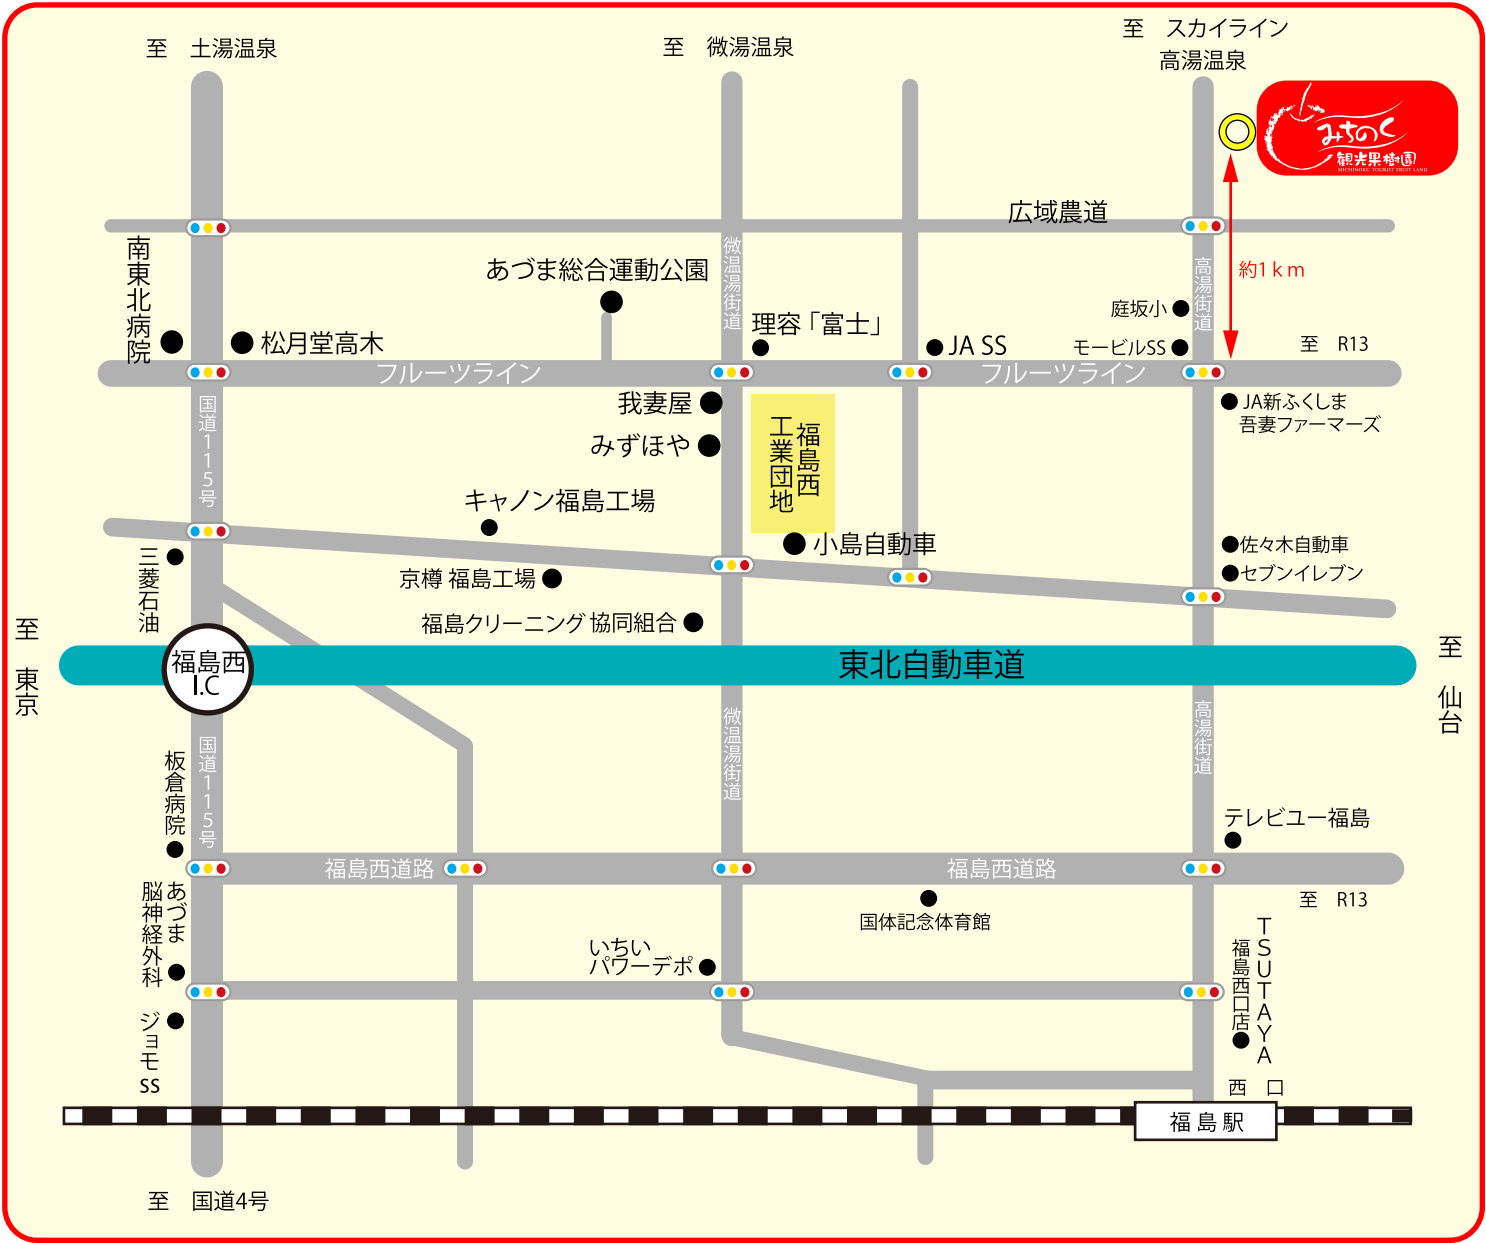 至　スカイライン
高湯温泉
至　土湯温泉
至　微湯温泉
みちのく
観光果樹園
MICHINOKU TOURIST FRUIT LAND
広域農道
南東北病院
あづま総合運動公園
微温湯街道
高湯街道
約1ｋｍ
庭坂小
松月堂高木
理容「富士」
JA SS
モービルSS
至　R13
フルーツライン
フルーツライン
国道115号
我妻屋
みずほや
福島西
工業団地
JA新ふくしま
吾妻ファーマーズ
キャノン福島工場
小島自動車
佐々木自動車
セブンイレブン
三菱石油
京樽 福島工場
福島クリーニング 協同組合
至　東京
福島西
I.C
東北自動車道
至　仙台
国道115号
微温湯街道
高湯街道
板倉病院
テレビユー福島
福島西道路
福島西道路
至　R13
国体記念体育館
あづま
脳神経外科
いちい
パワーデポ
TSUTAYA
福島西口店
ジョモ
SS
西　口
福島駅
至　国道4号